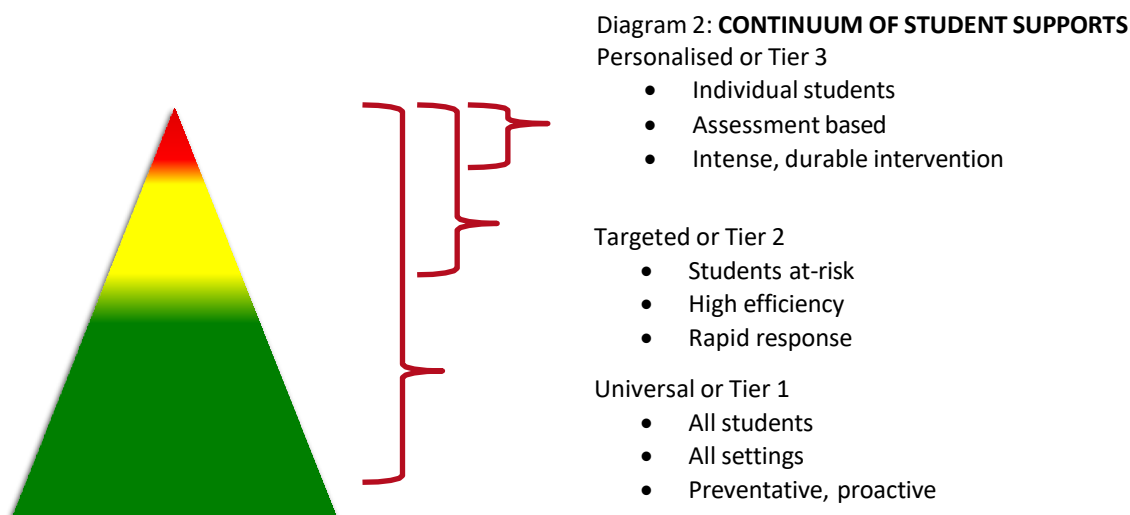 Diagram 2: CONTINUUM OF STUDENT SUPPORTS
Personalised or Tier 3
• Individual students
• Assessment based
• Intense, durable intervention
Targeted or Tier 2
• Students at-risk
• High efficiency
• Rapid response
Universal or Tier 1
• All students
• All settings
• Preventative, proactive